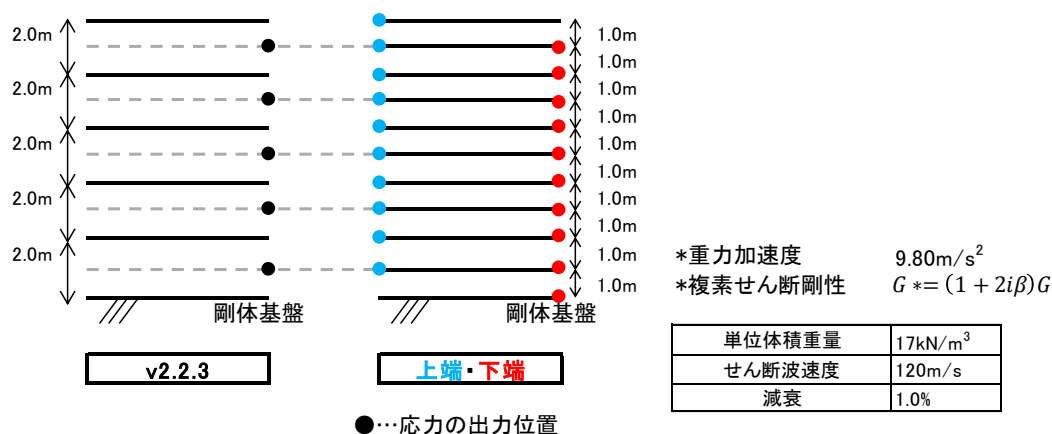 2.0m
2.0m
2.0m
2.0m
2.0m
剛体基盤
v2.2.3
1.0m
1.0m
1.0m
1.0m
1.0m
1.0m
1.0m
1.0m
1.0m
1.0m
剛体基盤
上端・下端
●…応力の出力位置
*重力加速度 9.80m/s²
*複素せん断剛性 G *= (1 + 2iβ)G
単位体積重量 17kN/m³
せん断波速度 120m/s
減衰 1.0%